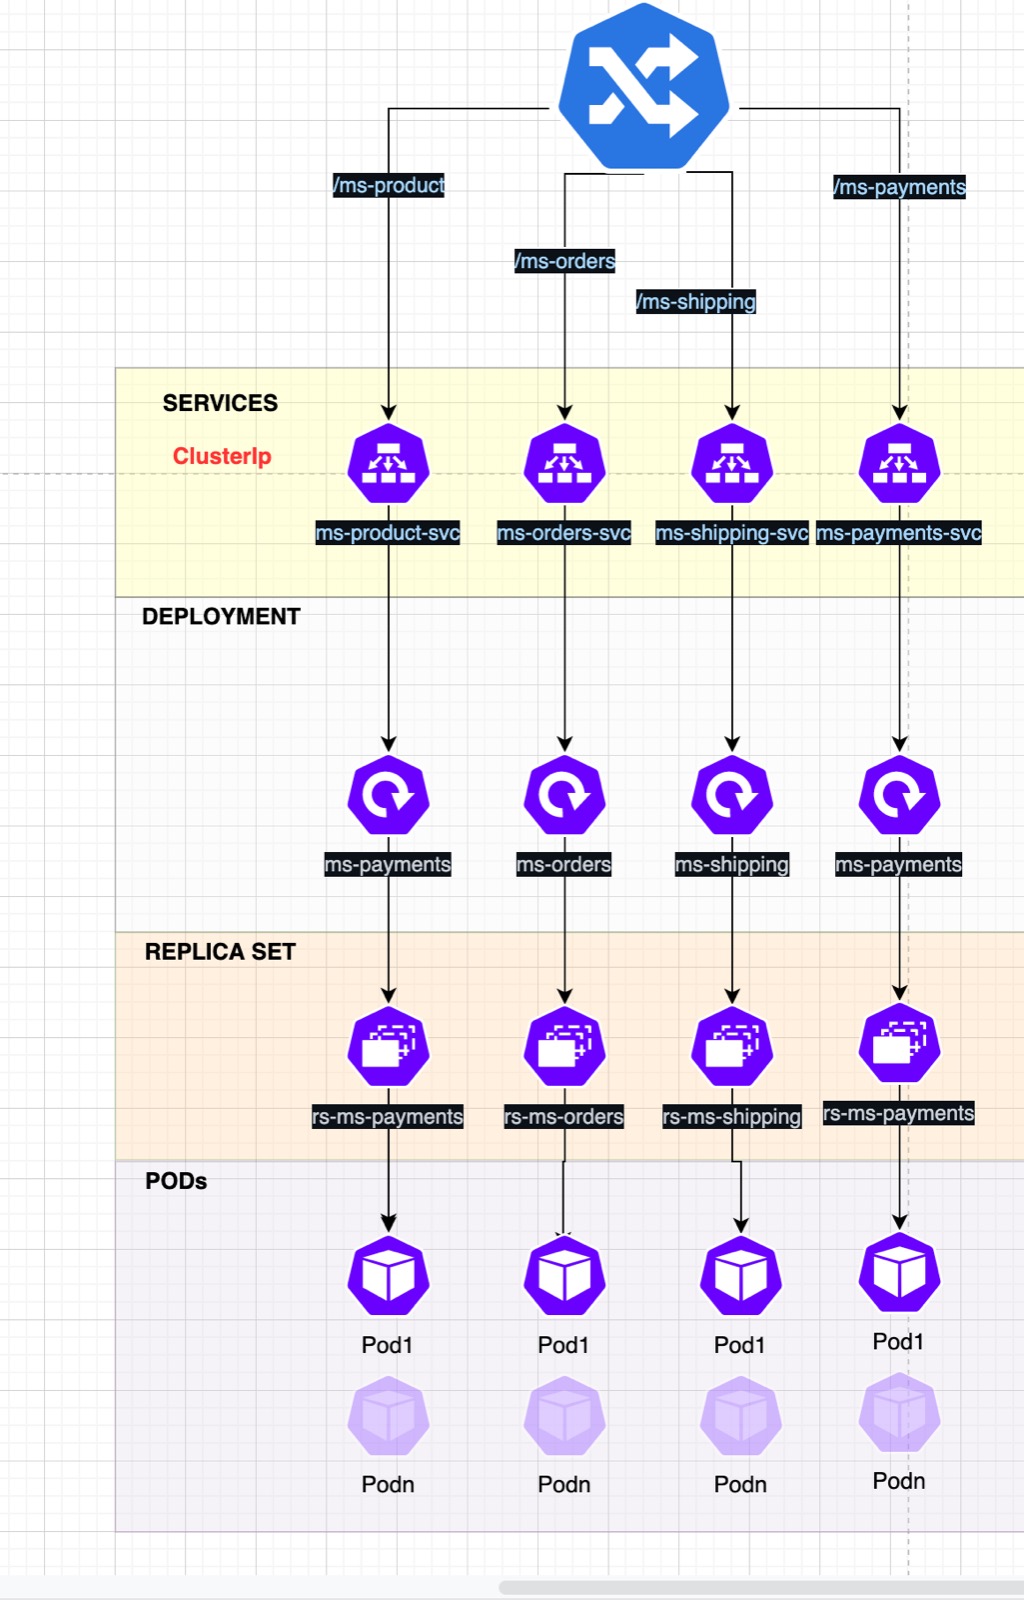 /ms-product
/ms-payments
/ms-orders
/ms-shipping
SERVICES
ClusterIp
ms-product-svc
ms-orders-svc
ms-shipping-svc
ms-payments-svc
DEPLOYMENT
ms-payments
ms-orders
ms-shipping
ms-payments
REPLICA SET
rs-ms-payments
rs-ms-orders
rs-ms-shipping
rs-ms-payments
PODs
Pod1
Pod1
Pod1
Pod1
Podn
Podn
Podn
Podn